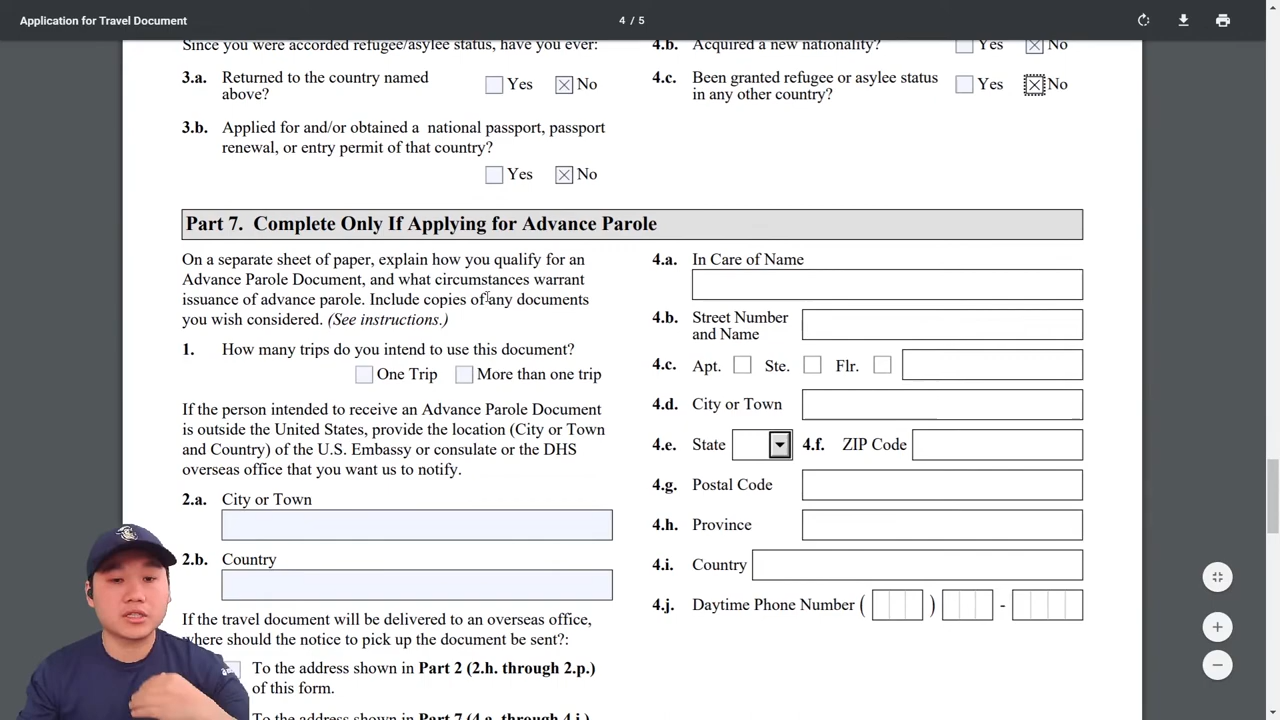 Application for Travel Document
4 / 5
Since you were accorded refugee/asylee status, have you ever:
3.a. Returned to the country named
above?
Yes No
3.b. Applied for and/or obtained a national passport, passport
renewal, or entry permit of that country?
Yes No
4.b. Acquired a new nationality? Yes No
4.c. Been granted refugee or asylee status
in any other country?
Yes No
Part 7. Complete Only If Applying for Advance Parole
On a separate sheet of paper, explain how you qualify for an
Advance Parole Document, and what circumstances warrant
issuance of advance parole. Include copies of any documents
you wish considered. (See instructions.)
1. How many trips do you intend to use this document?
One Trip More than one trip
If the person intended to receive an Advance Parole Document
is outside the United States, provide the location (City or Town
and Country) of the U.S. Embassy or consulate or the DHS
overseas office that you want us to notify.
2.a. City or Town
2.b. Country
If the travel document will be delivered to an overseas office,
where should the notice to pick up the document be sent?:
To the address shown in Part 2 (2.h. through 2.p.)
of this form.
To the address shown in Part 7 (4.a. through 4.j.)
4.a. In Care of Name
4.b. Street Number
and Name
4.c. Apt. Ste. Flr.
4.d. City or Town
4.e. State 4.f. ZIP Code
4.g. Postal Code
4.h. Province
4.i. Country
4.j. Daytime Phone Number ( ) -